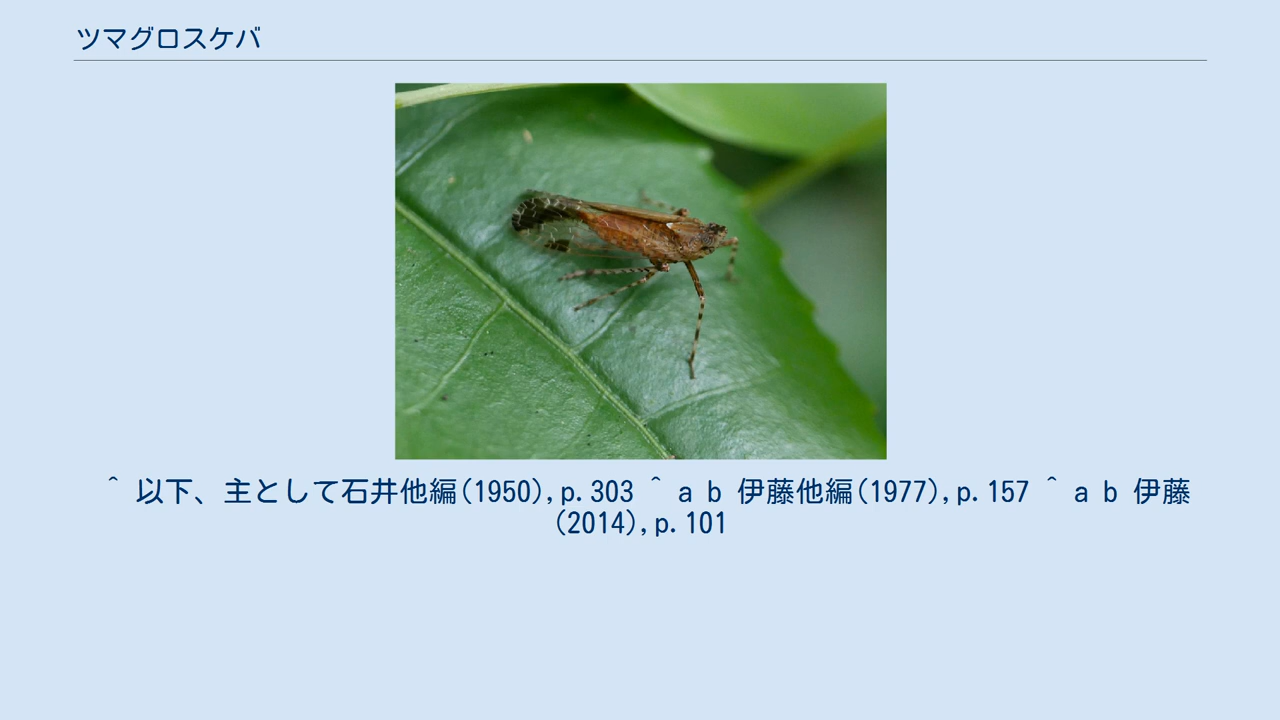 ツマグロスケバ
^ 以下、主として石井他編(1950),p.303 ^ a b 伊藤他編(1977),p.157 ^ a b 伊藤
(2014),p.101